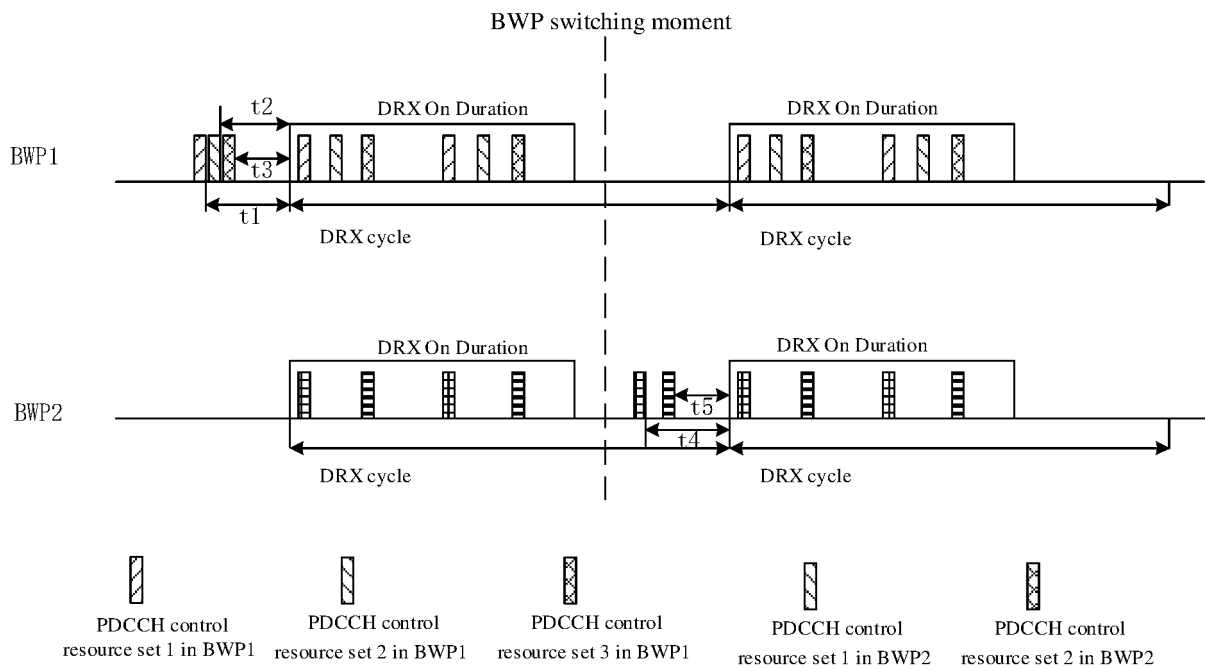 BWP switching moment
t2
DRX On Duration
DRX On Duration
BWP1
t3
t1
DRX cycle
DRX cycle
DRX On Duration
DRX On Duration
BWP2
t5
t4
DRX cycle
DRX cycle
PDCCH control
resource set 1 in BWP1
PDCCH control
resource set 2 in BWP1
PDCCH control
resource set 3 in BWP1
PDCCH control
resource set 1 in BWP2
PDCCH control
resource set 2 in BWP2